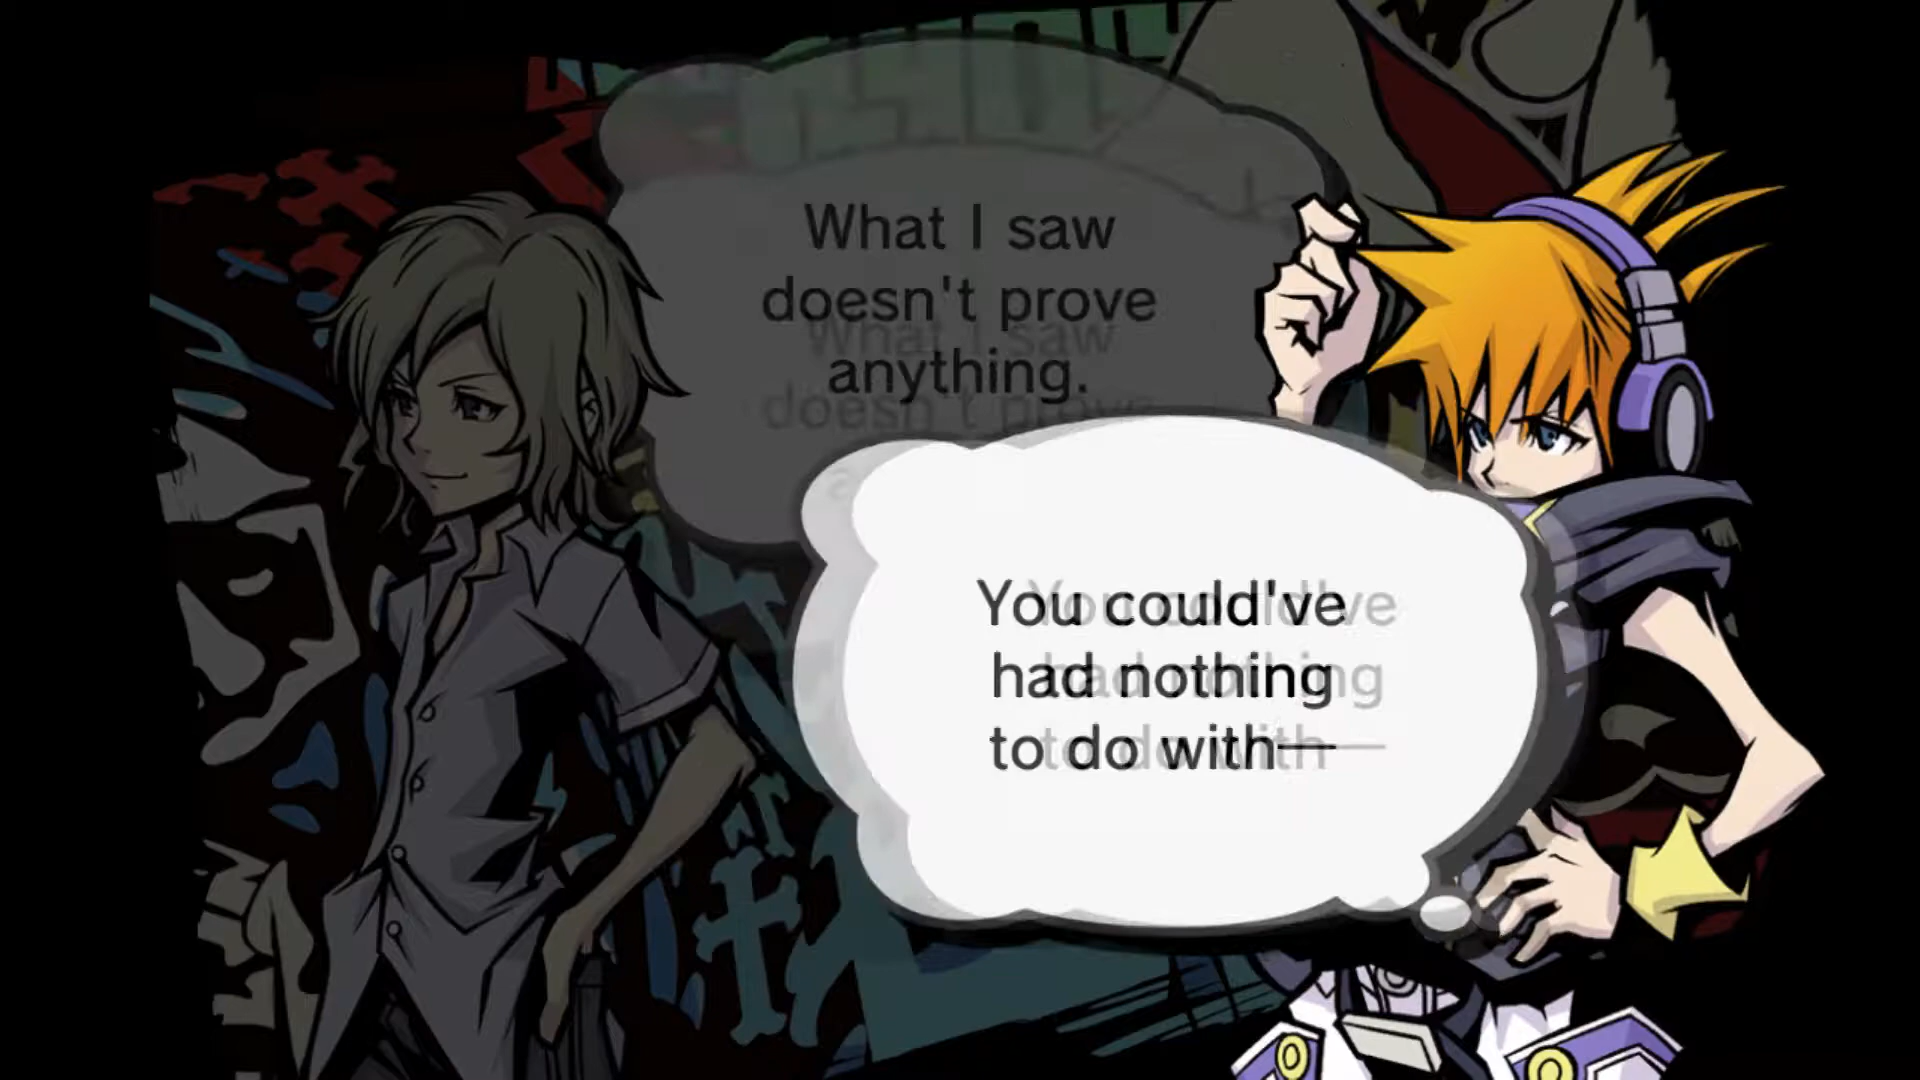 What I saw
doesn't prove
anything.
You could've
had nothing
to do with—